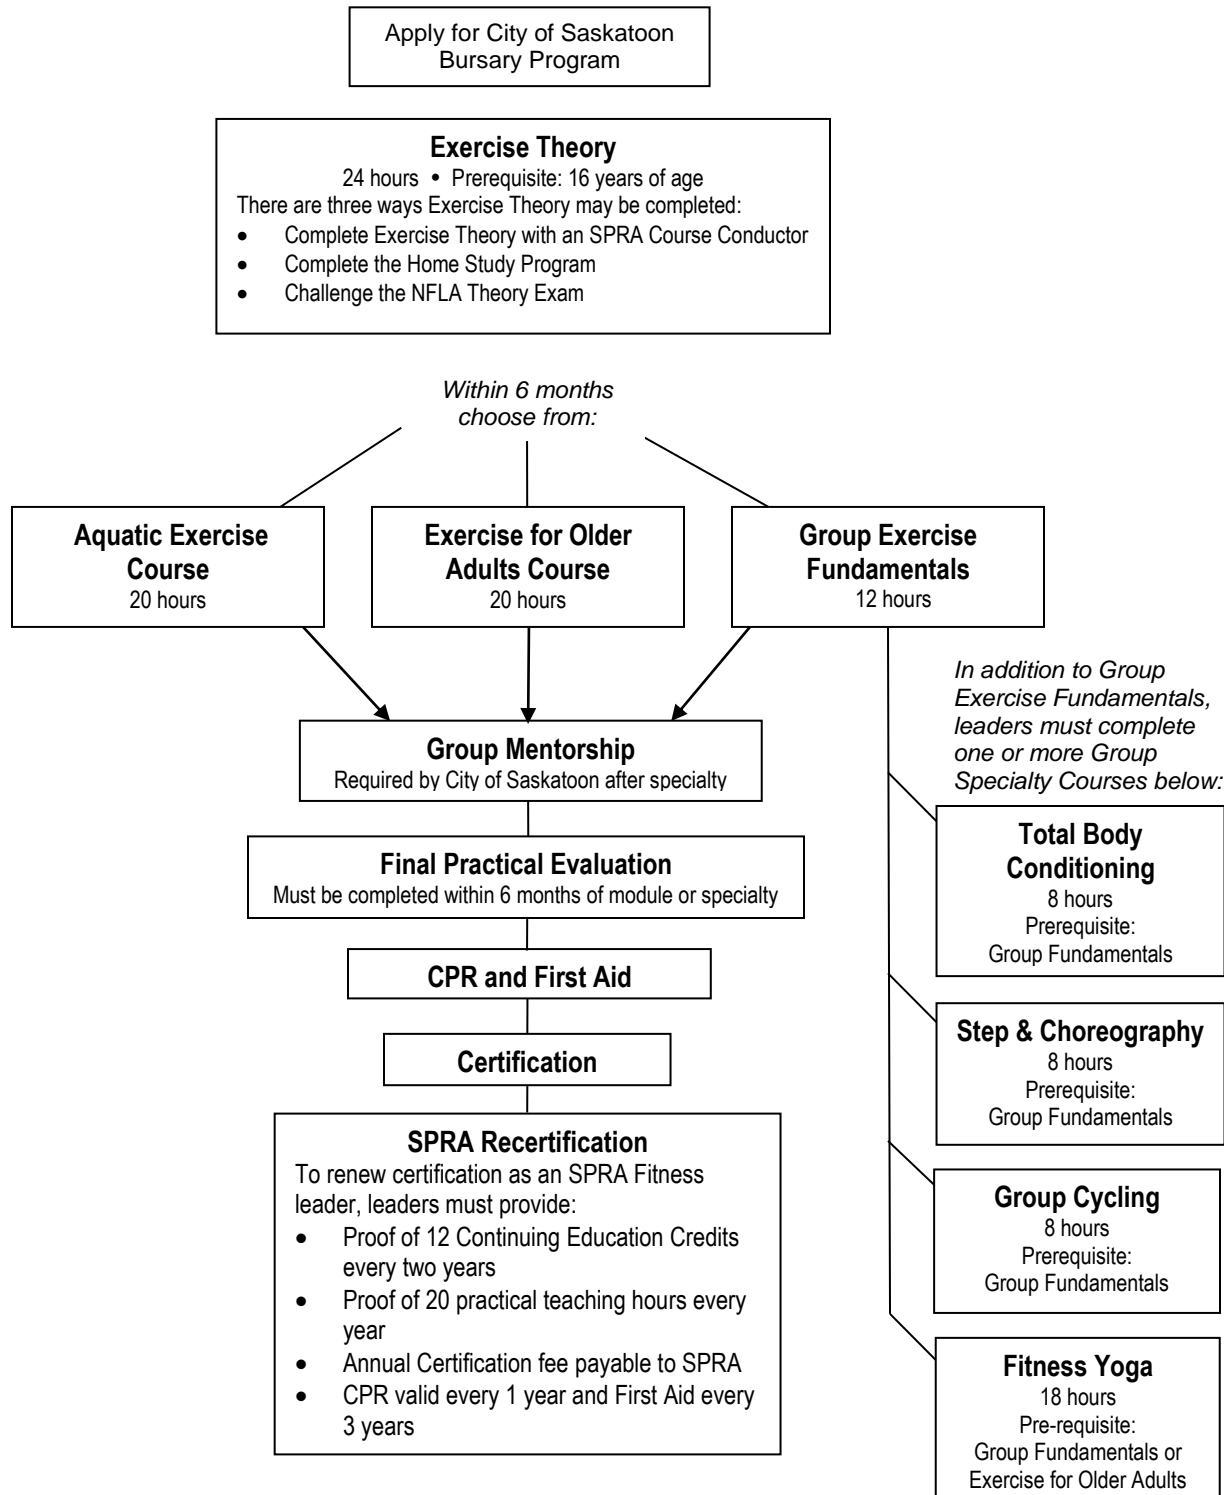 Apply for City of Saskatoon
Bursary Program
Exercise Theory
24 hours • Prerequisite: 16 years of age
There are three ways Exercise Theory may be completed:
• Complete Exercise Theory with an SPRA Course Conductor
• Complete the Home Study Program
• Challenge the NFLA Theory Exam
Within 6 months
choose from:
Aquatic Exercise
Course
20 hours
Exercise for Older
Adults Course
20 hours
Group Exercise
Fundamentals
12 hours
In addition to Group
Exercise Fundamentals,
leaders must complete
one or more Group
Specialty Courses below:
Group Mentorship
Required by City of Saskatoon after specialty
Final Practical Evaluation
Must be completed within 6 months of module or specialty
CPR and First Aid
Certification
SPRA Recertification
To renew certification as an SPRA Fitness
leader, leaders must provide:
• Proof of 12 Continuing Education Credits
every two years
• Proof of 20 practical teaching hours every
year
• Annual Certification fee payable to SPRA
• CPR valid every 1 year and First Aid every
3 years
Total Body
Conditioning
8 hours
Prerequisite:
Group Fundamentals
Step & Choreography
8 hours
Prerequisite:
Group Fundamentals
Group Cycling
8 hours
Prerequisite:
Group Fundamentals
Fitness Yoga
18 hours
Pre-requisite:
Group Fundamentals or
Exercise for Older Adults